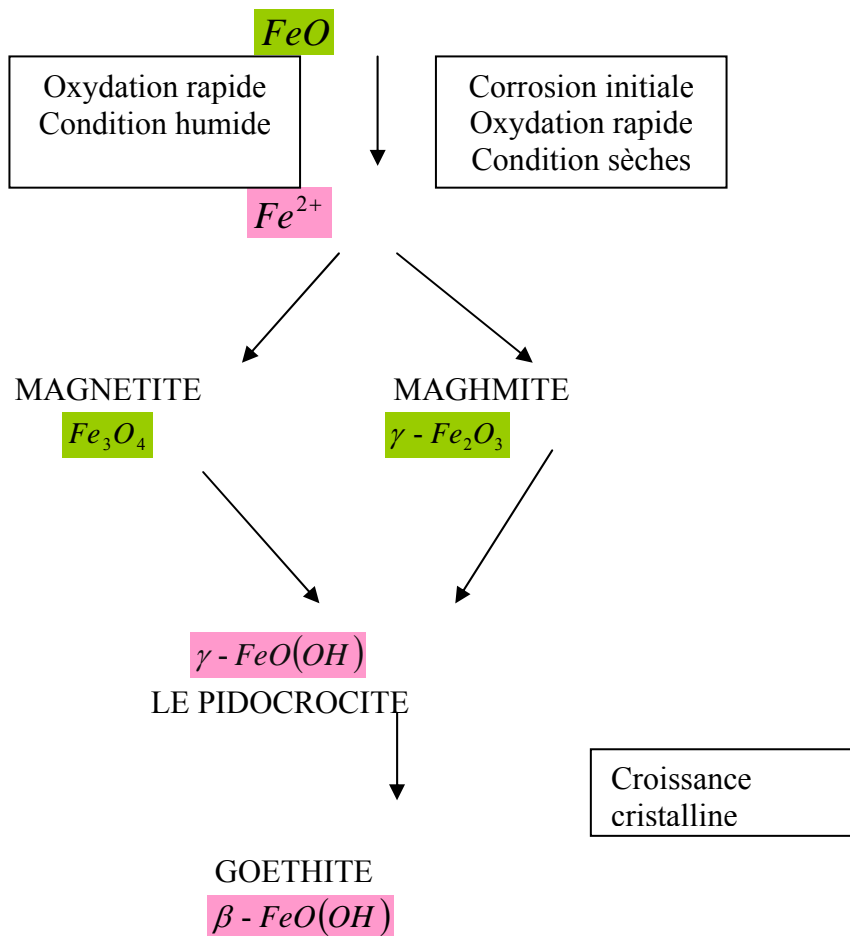 FeO
Oxydation rapide
Condition humide
Corrosion initiale
Oxydation rapide
Condition sèches
Fe²⁺
MAGNETITE
Fe₃O₄
MAGHMITE
γ - Fe₂O₃
γ - FeO(OH)
LE PIDOCROCITE
Croissance
cristalline
GOETHITE
β - FeO(OH)